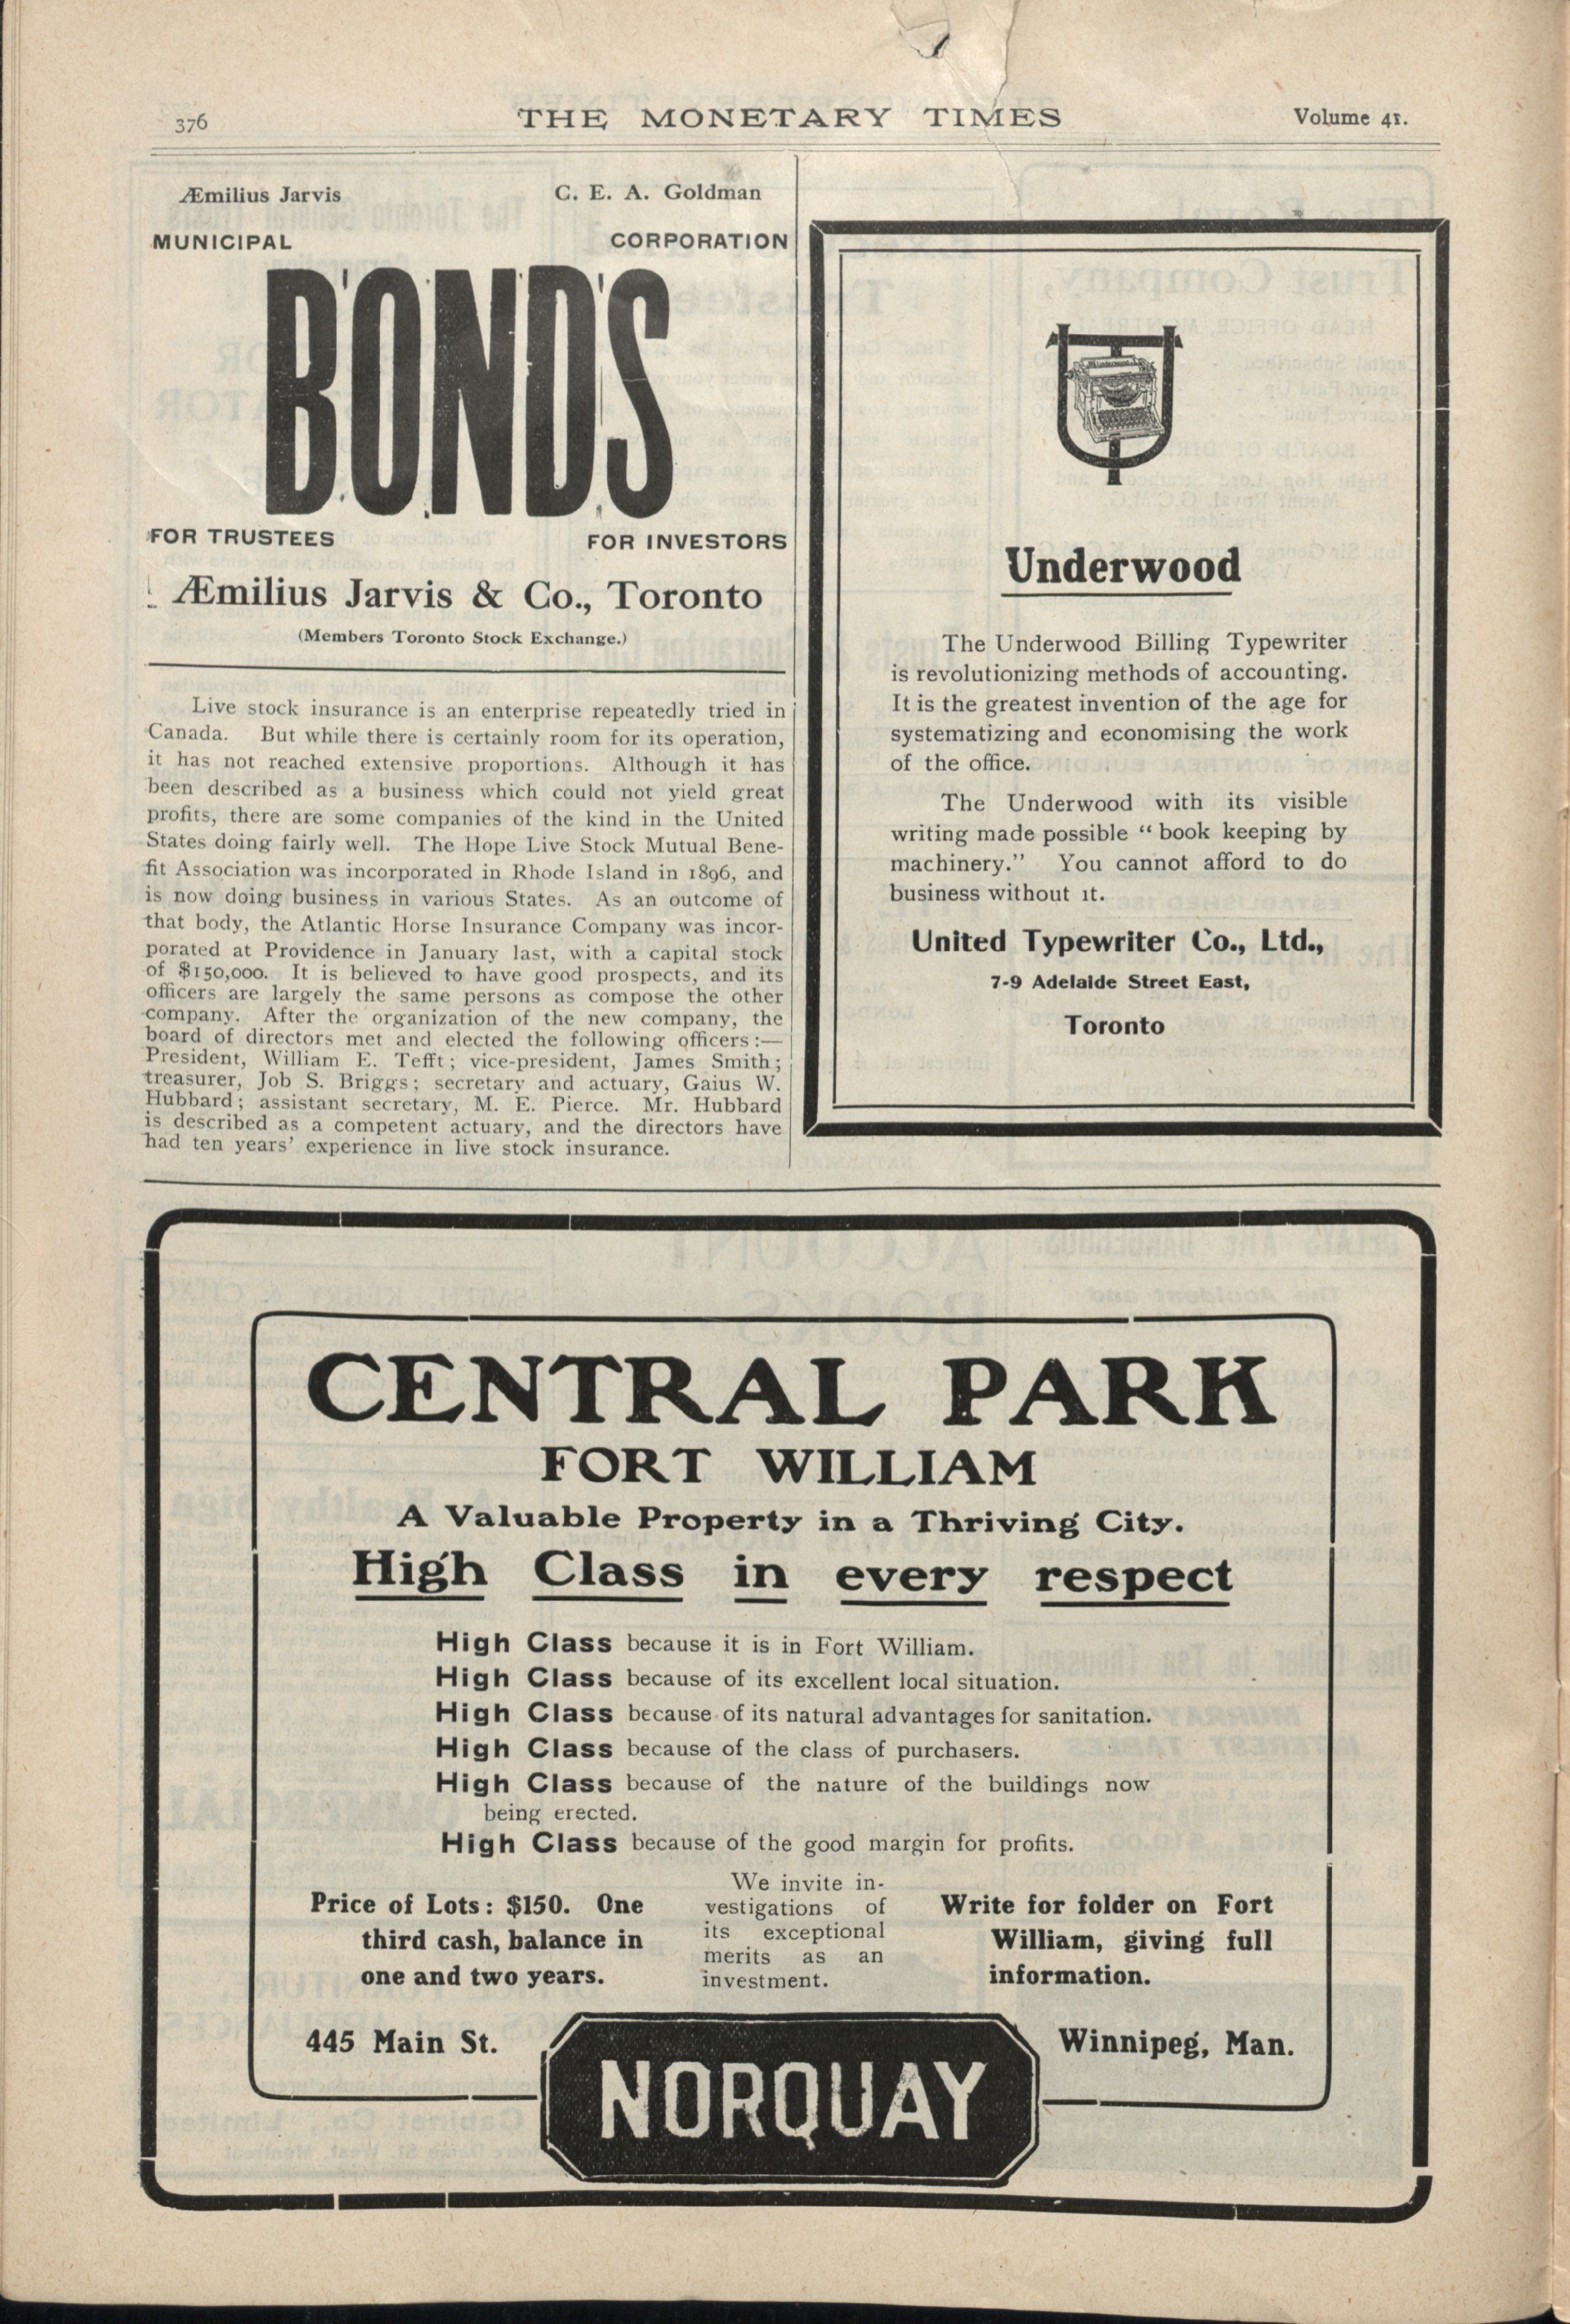 376
THE MONETARY TIMES
Volume 41.
Æmilius Jarvis
C. E. A. Goldman
MUNICIPAL
CORPORATION
BONDS
FOR TRUSTEES
FOR INVESTORS
Æmilius Jarvis & Co., Toronto
(Members Toronto Stock Exchange.)
Live stock insurance is an enterprise repeatedly tried in
Canada. But while there is certainly room for its operation,
it has not reached extensive proportions. Although it has
been described as a business which could not yield great
profits, there are some companies of the kind in the United
States doing fairly well. The Hope Live Stock Mutual Bene-
fit Association was incorporated in Rhode Island in 1896, and
is now doing business in various States. As an outcome of
that body, the Atlantic Horse Insurance Company was incor-
porated at Providence in January last, with a capital stock
of $150,000. It is believed to have good prospects, and its
officers are largely the same persons as compose the other
company. After the organization of the new company, the
board of directors met and elected the following officers:—
President, William E. Tefft; vice-president, James Smith;
treasurer, Job S. Briggs; secretary and actuary, Gaius W.
Hubbard; assistant secretary, M. E. Pierce. Mr. Hubbard
is described as a competent actuary, and the directors have
had ten years' experience in live stock insurance.
Underwood
The Underwood Billing Typewriter
is revolutionizing methods of accounting.
It is the greatest invention of the age for
systematizing and economising the work
of the office.
The Underwood with its visible
writing made possible "book keeping by
machinery." You cannot afford to do
business without it.
United Typewriter Co., Ltd.,
7-9 Adelaide Street East,
Toronto
CENTRAL PARK
FORT WILLIAM
A Valuable Property in a Thriving City.
High Class in every respect
High Class because it is in Fort William.
High Class because of its excellent local situation.
High Class because of its natural advantages for sanitation.
High Class because of the class of purchasers.
High Class because of the nature of the buildings now
being erected.
High Class because of the good margin for profits.
Price of Lots: $150. One
third cash, balance in
one and two years.
We invite in-
vestigations of
its exceptional
merits as an
investment.
Write for folder on Fort
William, giving full
information.
445 Main St.
NORQUAY
Winnipeg, Man.